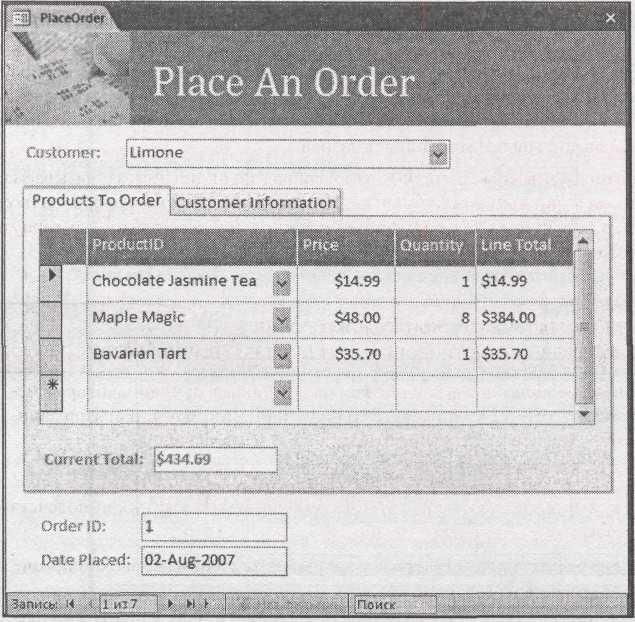 PlaceOrder
Place An Order
Customer: Limone
Products To Order Customer Information
ProductID Price Quantity Line Total
Chocolate Jasmine Tea $14.99 1 $14.99
Maple Magic $48.00 8 $384.00
Bavarian Tart $35.70 1 $35.70
Current Total: $434.69
Order ID: 1
Date Placed: 02-Aug-2007
Записи: 1 из 7 Поиск